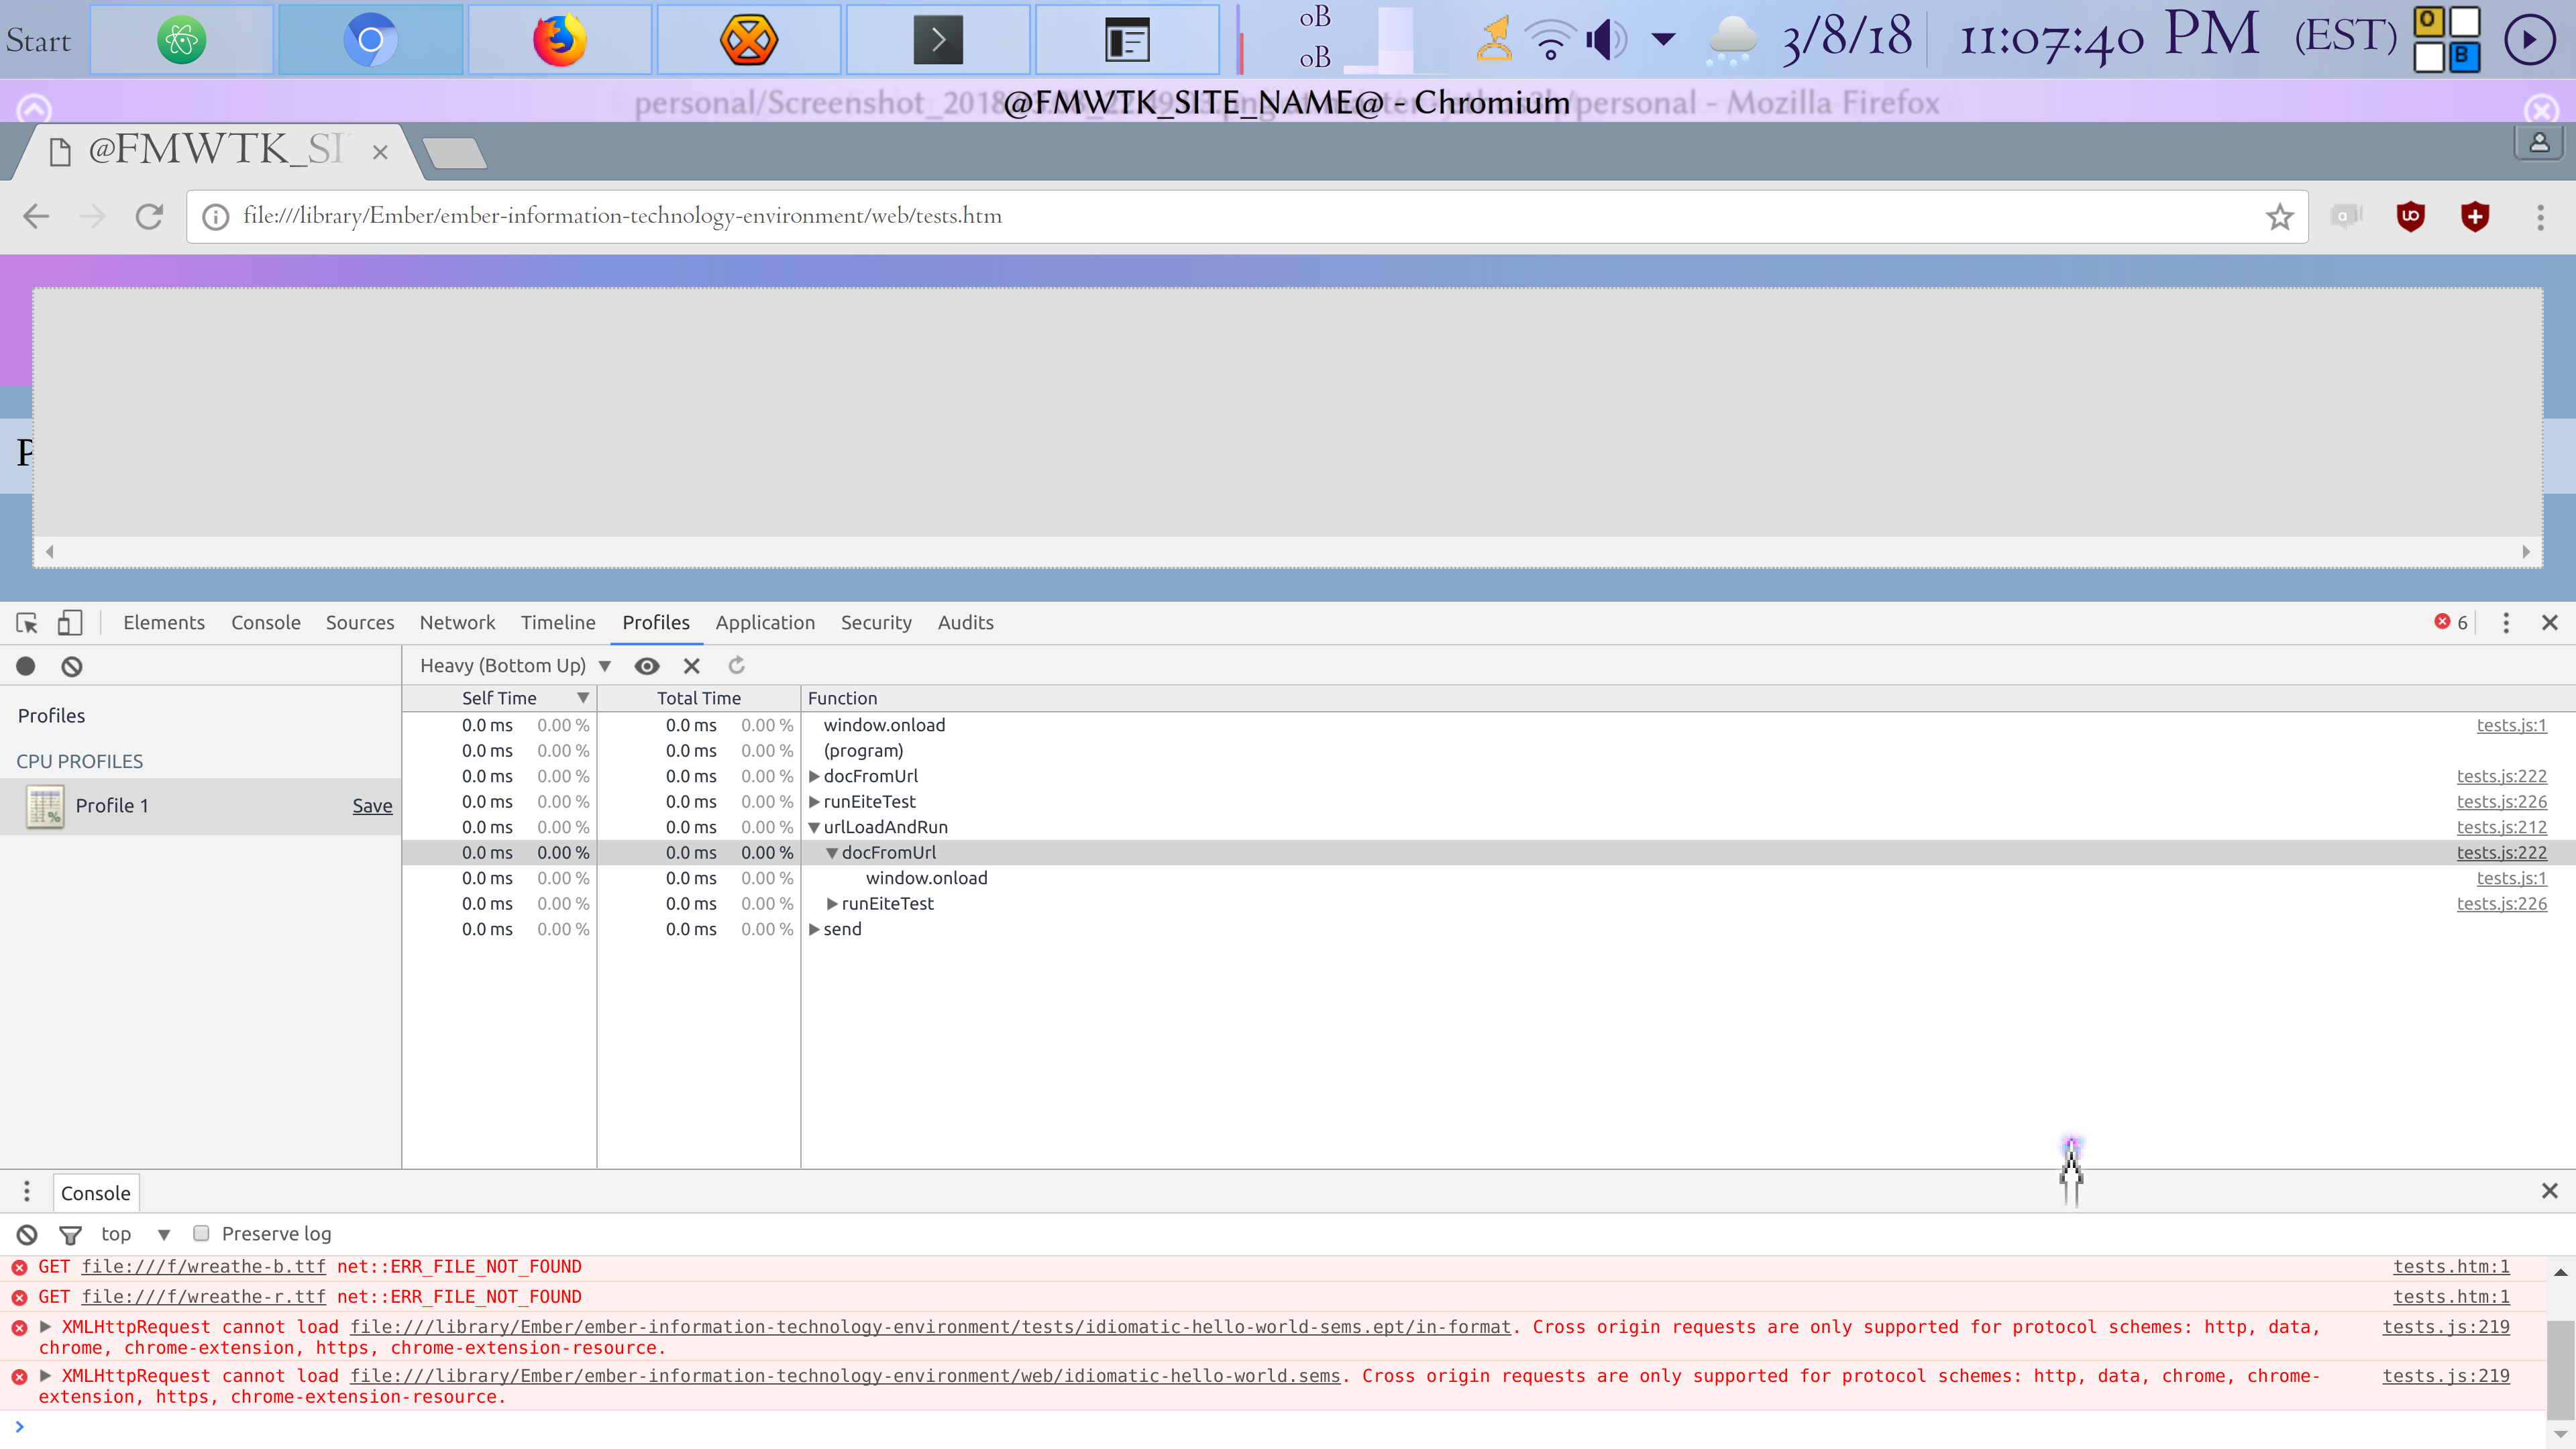 Start
oB
oB
3/8/18
11:07:40 PM
(EST)
O
B
@FMWTK_SITE_NAME@ - Chromium
personal/Screenshot_2018
/personal - Mozilla Firefox
@FMWTK_SI
file:///library/Ember/ember-information-technology-environment/web/tests.htm
P
Elements Console Sources Network Timeline Profiles Application Security Audits 6
Heavy (Bottom Up)
Self Time Total Time Function
Profiles
CPU PROFILES
Profile 1 Save
0.0 ms 0.00 % 0.0 ms 0.00 % window.onload tests.js:1
0.0 ms 0.00 % 0.0 ms 0.00 % (program)
0.0 ms 0.00 % 0.0 ms 0.00 % docFromUrl tests.js:222
0.0 ms 0.00 % 0.0 ms 0.00 % runEiteTest tests.js:226
0.0 ms 0.00 % 0.0 ms 0.00 % urlLoadAndRun tests.js:212
0.0 ms 0.00 % 0.0 ms 0.00 % docFromUrl tests.js:222
0.0 ms 0.00 % 0.0 ms 0.00 % window.onload tests.js:1
0.0 ms 0.00 % 0.0 ms 0.00 % runEiteTest tests.js:226
0.0 ms 0.00 % 0.0 ms 0.00 % send
Console
top Preserve log
GET file:///f/wreathe-b.ttf net::ERR_FILE_NOT_FOUND tests.htm:1
GET file:///f/wreathe-r.ttf net::ERR_FILE_NOT_FOUND tests.htm:1
XMLHttpRequest cannot load file:///library/Ember/ember-information-technology-environment/tests/idiomatic-hello-world-sems.ept/in-format. Cross origin requests are only supported for protocol schemes: http, data, tests.js:219
chrome, chrome-extension, https, chrome-extension-resource.
XMLHttpRequest cannot load file:///library/Ember/ember-information-technology-environment/web/idiomatic-hello-world.sems. Cross origin requests are only supported for protocol schemes: http, data, chrome, chrome- tests.js:219
extension, https, chrome-extension-resource.